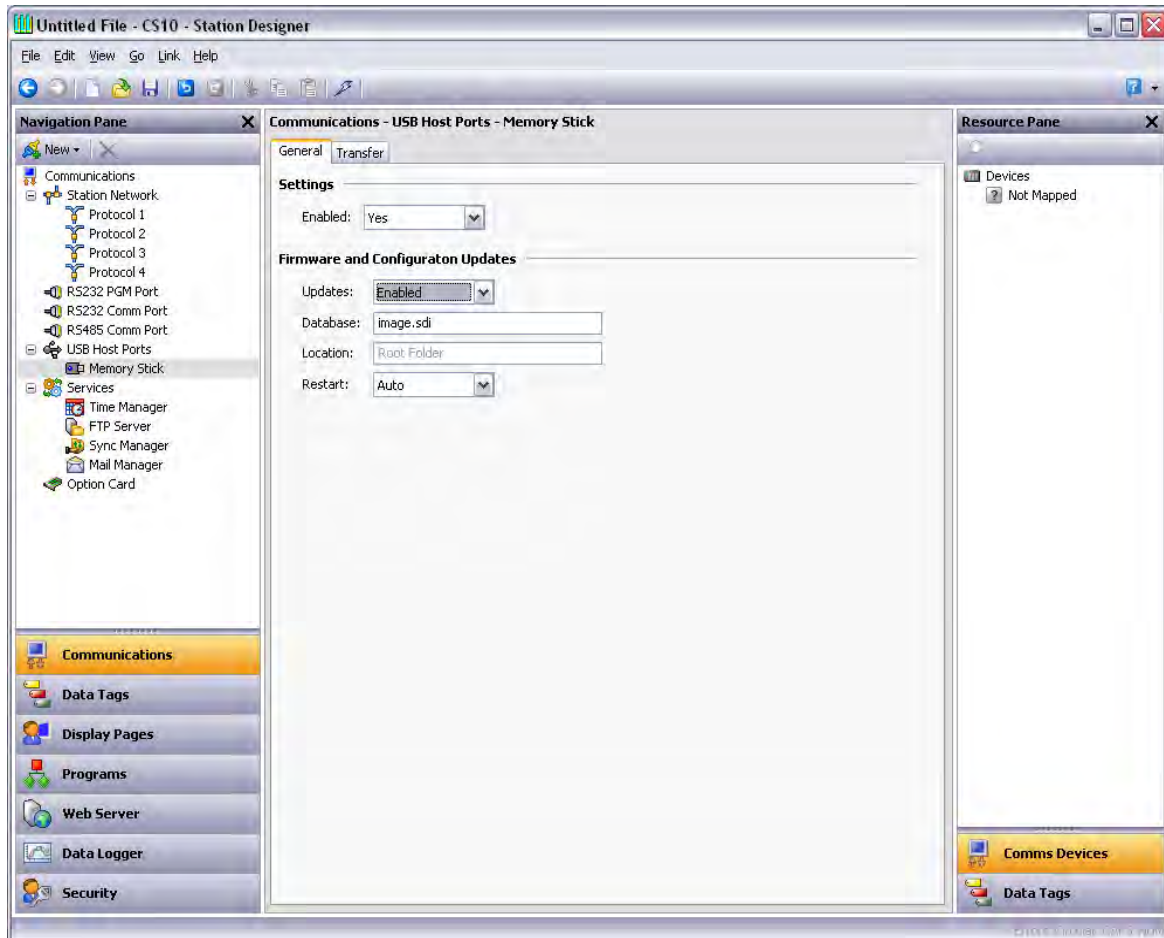 Untitled File - CS10 - Station Designer
File Edit View Go Link Help
Navigation Pane
New
Communications
Station Network
Protocol 1
Protocol 2
Protocol 3
Protocol 4
RS232 PGM Port
RS232 Comm Port
RS485 Comm Port
USB Host Ports
Memory Stick
Services
Time Manager
FTP Server
Sync Manager
Mail Manager
Option Card
Communications
Data Tags
Display Pages
Programs
Web Server
Data Logger
Security
Communications - USB Host Ports - Memory Stick
General Transfer
Settings
Enabled: Yes
Firmware and Configuraton Updates
Updates: Enabled
Database: image.sdi
Location: Root Folder
Restart: Auto
Resource Pane
Devices
Not Mapped
Comms Devices
Data Tags